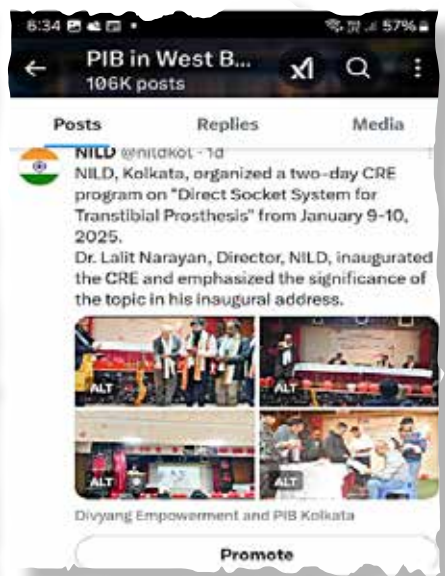 6:34
57%
PIB in West B...
106K posts
Posts Replies Media
NILD @nildkol · 1d
NILD, Kolkata, organized a two-day CRE
program on "Direct Socket System for
Transtibial Prosthesis" from January 9-10,
2025.
Dr. Lalit Narayan, Director, NILD, inaugurated
the CRE and emphasized the significance of
the topic in his inaugural address.
ALT ALT
ALT ALT
Divyang Empowerment and PIB Kolkata
Promote